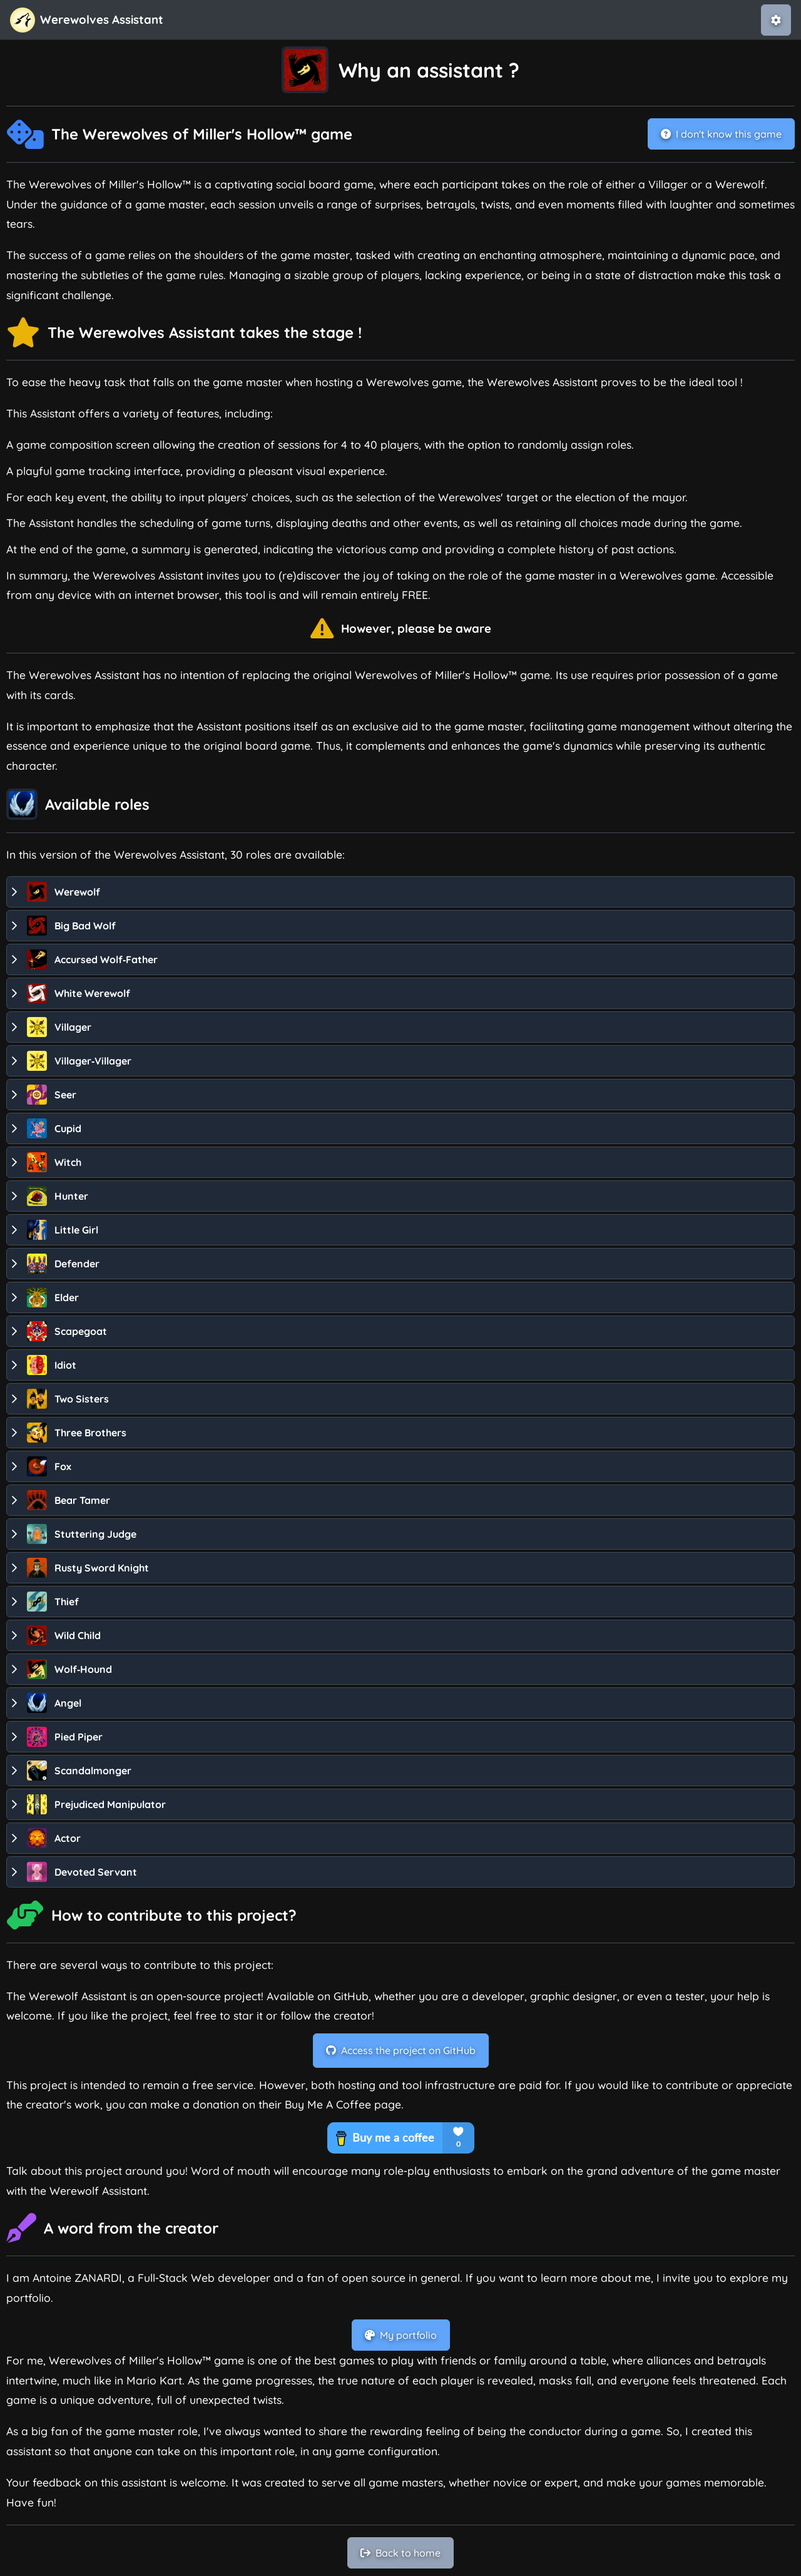 Werewolves Assistant
Why an assistant ?
The Werewolves of Miller's Hollow™ game
I don't know this game
The Werewolves of Miller's Hollow™ is a captivating social board game, where each participant takes on the role of either a Villager or a Werewolf.
Under the guidance of a game master, each session unveils a range of surprises, betrayals, twists, and even moments filled with laughter and sometimes
tears.
The success of a game relies on the shoulders of the game master, tasked with creating an enchanting atmosphere, maintaining a dynamic pace, and
mastering the subtleties of the game rules. Managing a sizable group of players, lacking experience, or being in a state of distraction make this task a
significant challenge.
The Werewolves Assistant takes the stage !
To ease the heavy task that falls on the game master when hosting a Werewolves game, the Werewolves Assistant proves to be the ideal tool !
This Assistant offers a variety of features, including:
A game composition screen allowing the creation of sessions for 4 to 40 players, with the option to randomly assign roles.
A playful game tracking interface, providing a pleasant visual experience.
For each key event, the ability to input players' choices, such as the selection of the Werewolves' target or the election of the mayor.
The Assistant handles the scheduling of game turns, displaying deaths and other events, as well as retaining all choices made during the game.
At the end of the game, a summary is generated, indicating the victorious camp and providing a complete history of past actions.
In summary, the Werewolves Assistant invites you to (re)discover the joy of taking on the role of the game master in a Werewolves game. Accessible
from any device with an internet browser, this tool is and will remain entirely FREE.
However, please be aware
The Werewolves Assistant has no intention of replacing the original Werewolves of Miller's Hollow™ game. Its use requires prior possession of a game
with its cards.
It is important to emphasize that the Assistant positions itself as an exclusive aid to the game master, facilitating game management without altering the
essence and experience unique to the original board game. Thus, it complements and enhances the game's dynamics while preserving its authentic
character.
Available roles
In this version of the Werewolves Assistant, 30 roles are available:
Werewolf
Big Bad Wolf
Accursed Wolf-Father
White Werewolf
Villager
Villager-Villager
Seer
Cupid
Witch
Hunter
Little Girl
Defender
Elder
Scapegoat
Idiot
Two Sisters
Three Brothers
Fox
Bear Tamer
Stuttering Judge
Rusty Sword Knight
Thief
Wild Child
Wolf-Hound
Angel
Pied Piper
Scandalmonger
Prejudiced Manipulator
Actor
Devoted Servant
How to contribute to this project?
There are several ways to contribute to this project:
The Werewolf Assistant is an open-source project! Available on GitHub, whether you are a developer, graphic designer, or even a tester, your help is
welcome. If you like the project, feel free to star it or follow the creator!
Access the project on GitHub
This project is intended to remain a free service. However, both hosting and tool infrastructure are paid for. If you would like to contribute or appreciate
the creator's work, you can make a donation on their Buy Me A Coffee page.
Buy me a coffee
0
Talk about this project around you! Word of mouth will encourage many role-play enthusiasts to embark on the grand adventure of the game master
with the Werewolf Assistant.
A word from the creator
I am Antoine ZANARDI, a Full-Stack Web developer and a fan of open source in general. If you want to learn more about me, I invite you to explore my
portfolio.
My portfolio
For me, Werewolves of Miller's Hollow™ game is one of the best games to play with friends or family around a table, where alliances and betrayals
intertwine, much like in Mario Kart. As the game progresses, the true nature of each player is revealed, masks fall, and everyone feels threatened. Each
game is a unique adventure, full of unexpected twists.
As a big fan of the game master role, I've always wanted to share the rewarding feeling of being the conductor during a game. So, I created this
assistant so that anyone can take on this important role, in any game configuration.
Your feedback on this assistant is welcome. It was created to serve all game masters, whether novice or expert, and make your games memorable.
Have fun!
Back to home